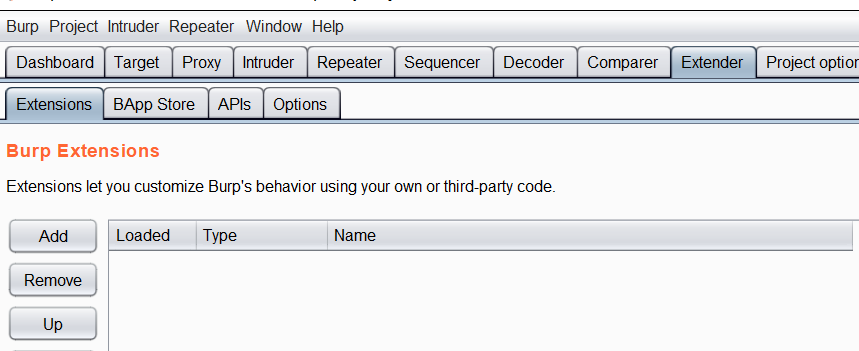 Burp Project Intruder Repeater Window Help
Dashboard Target Proxy Intruder Repeater Sequencer Decoder Comparer Extender Project option
Extensions BApp Store APIs Options
Burp Extensions
Extensions let you customize Burp's behavior using your own or third-party code.
Add Loaded Type Name
Remove
Up